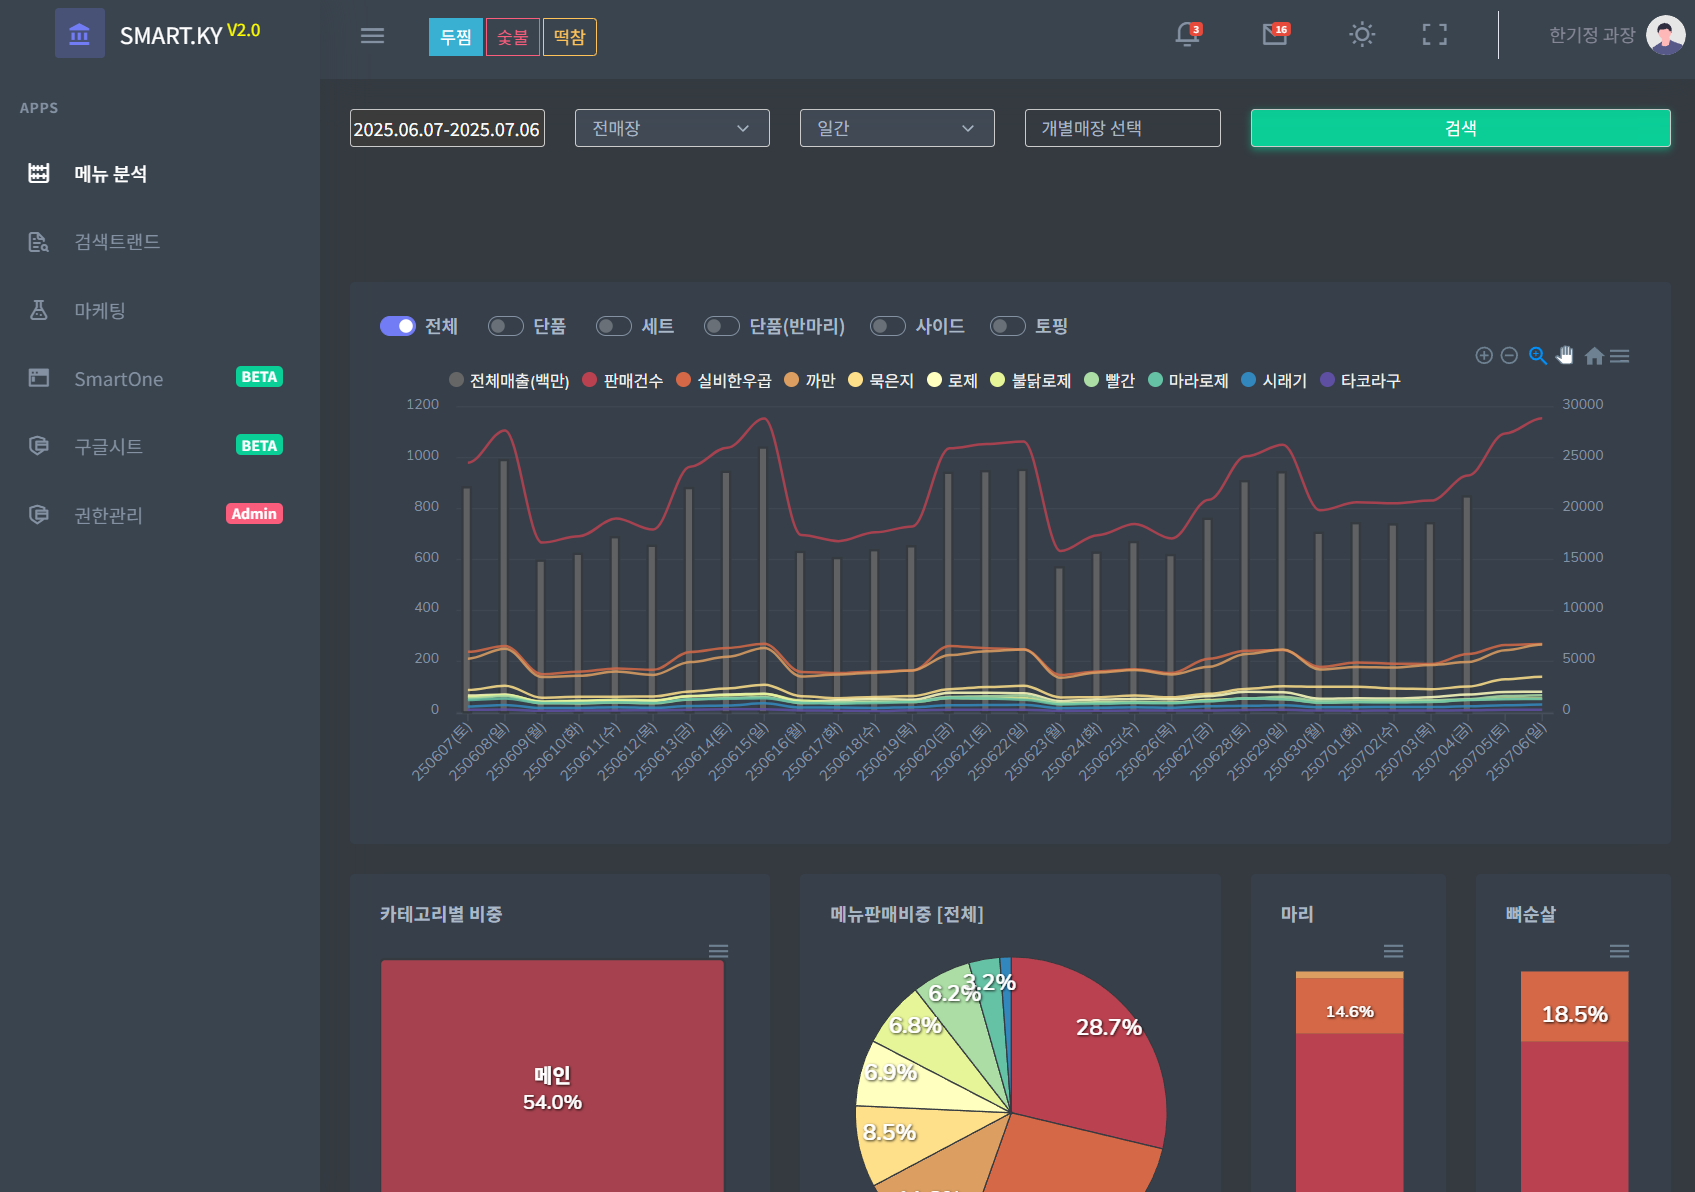 SMART.KY V2.0
두찜 숯불 떡참
3
16
한기정 과장
APPS
메뉴 분석
검색트랜드
마케팅
SmartOne BETA
구글시트 BETA
권한관리 Admin
2025.06.07-2025.07.06 전매장 일간 개별매장 선택 검색
전체 단품 세트 단품(반마리) 사이드 토핑
전체매출(백만) 판매건수 실비한우곱 까만 묵은지 로제 불닭로제 빨간 마라로제 시래기 타코라구
1200 30000
1000 25000
800 20000
600 15000
400 10000
200 5000
0 0
250607(토) 250608(일) 250609(월) 250610(화) 250611(수) 250612(목) 250613(금) 250614(토) 250615(일) 250616(월) 250617(화) 250618(수) 250619(목) 250620(금) 250621(토) 250622(일) 250623(월) 250624(화) 250625(수) 250626(목) 250627(금) 250628(토) 250629(일) 250630(월) 250701(화) 250702(수) 250703(목) 250704(금) 250705(토) 250706(일)
카테고리별 비중
메인
54.0%
메뉴판매비중 [전체]
3.2%
6.2%
28.7%
6.8%
6.9%
8.5%
마리
14.6%
뼈순살
18.5%